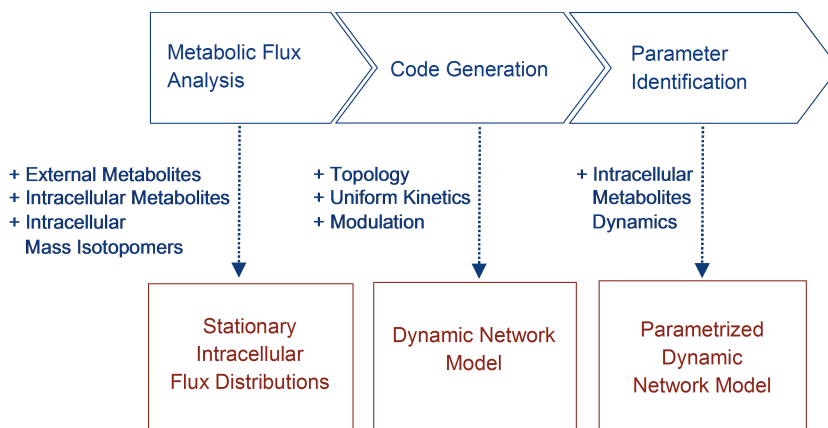 Metabolic Flux
Analysis
Code Generation
Parameter
Identification
+ External Metabolites
+ Intracellular Metabolites
+ Intracellular
Mass Isotopomers
+ Topology
+ Uniform Kinetics
+ Modulation
+ Intracellular
Metabolites
Dynamics
Stationary
Intracellular
Flux Distributions
Dynamic Network
Model
Parametrized
Dynamic
Network Model